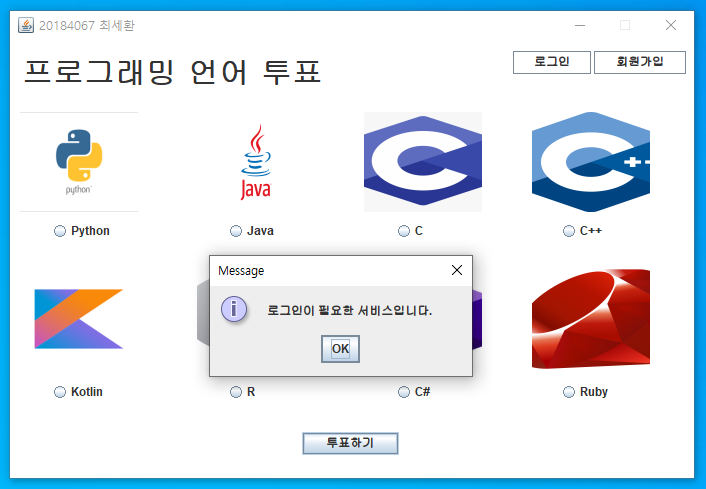 20184067 최세환
프로그래밍 언어 투표
로그인
회원가입
python
Java
Python
Java
C
C++
Message
로그인이 필요한 서비스입니다.
OK
Kotlin
R
C#
Ruby
투표하기